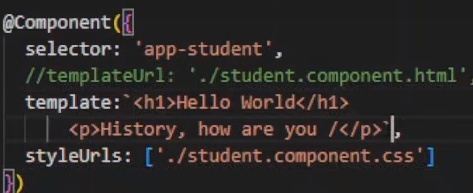 @Component({
selector: 'app-student',
//templateUrl: './student.component.html',
template:`<h1>Hello World</h1>
<p>History, how are you /</p>`,
styleUrls: ['./student.component.css']
})